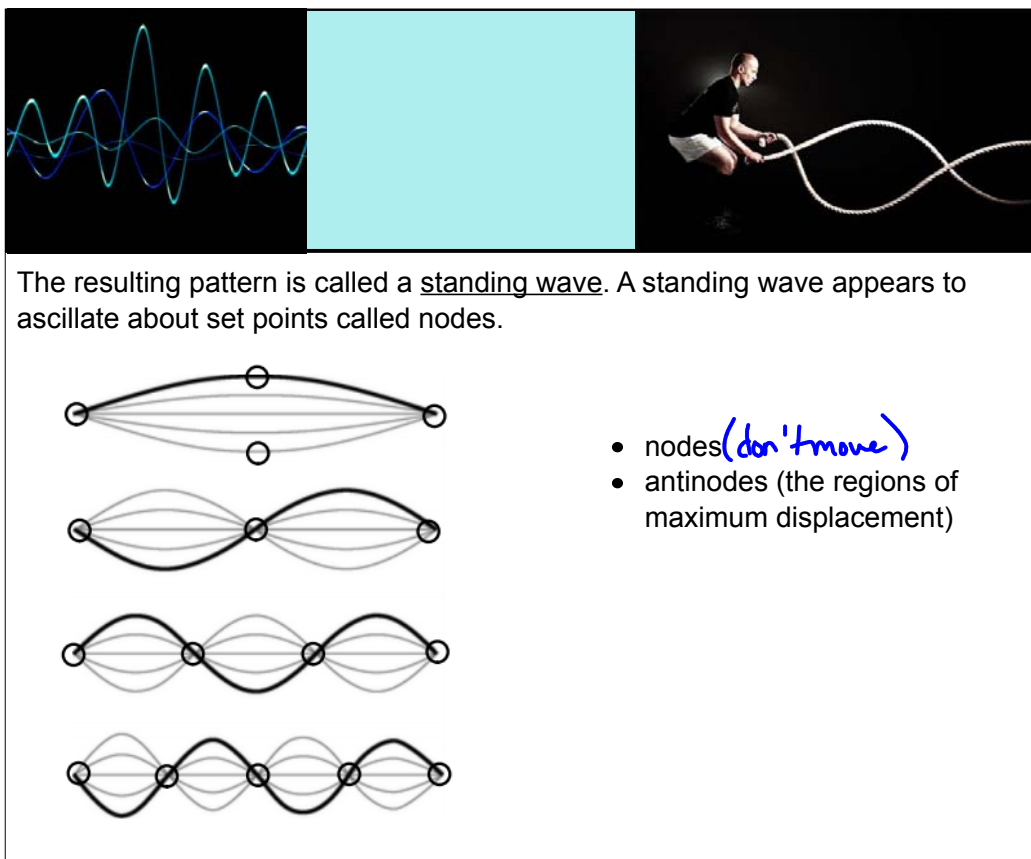 The resulting pattern is called a standing wave. A standing wave appears to
ascillate about set points called nodes.
• nodes (don't move)
• antinodes (the regions of
maximum displacement)